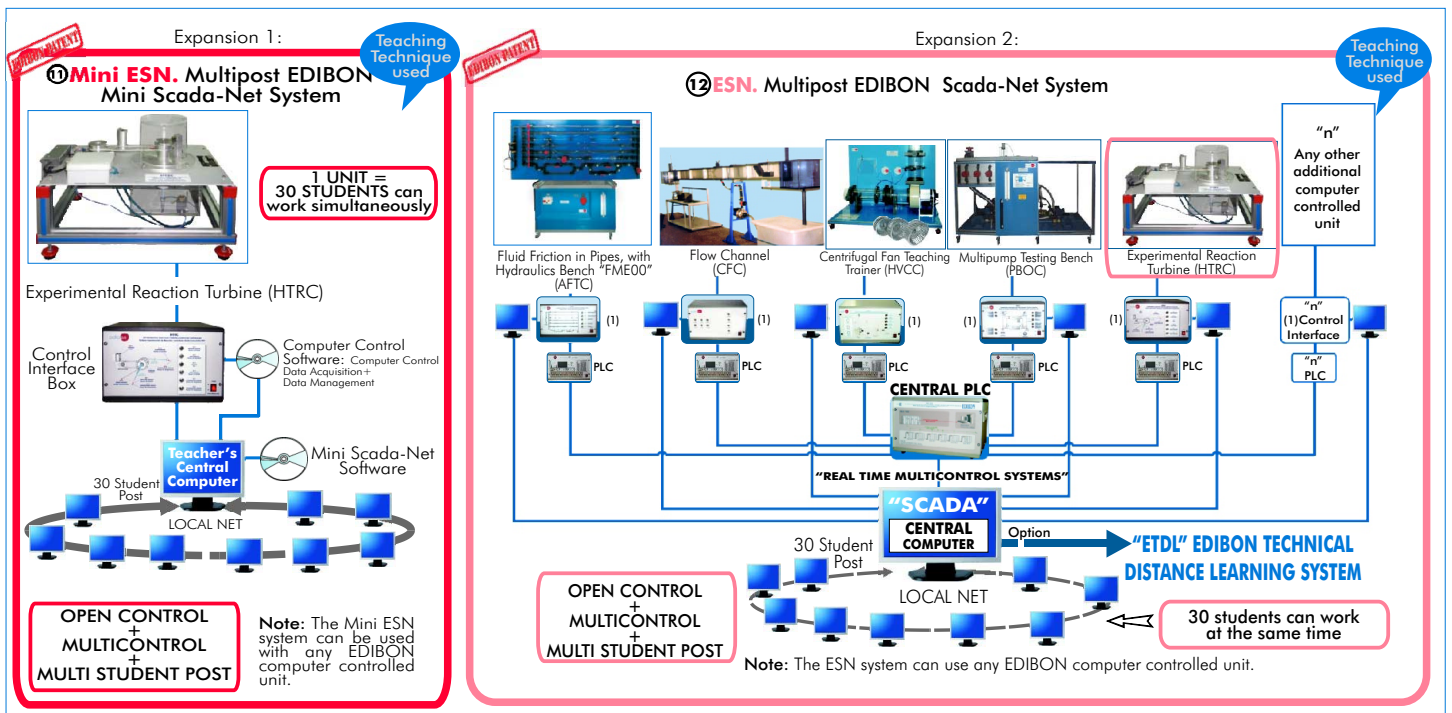 EDIBON PATENT
Expansion 1:
Teaching
Technique
used
11 Mini ESN. Multipost EDIBON
Mini Scada-Net System
1 UNIT =
30 STUDENTS can
work simultaneously
Experimental Reaction Turbine (HTRC)
Control
Interface
Box
Computer Control
Software: Computer Control
Data Acquisition+
Data Management
Teacher's
Central
Computer
Mini Scada-Net
Software
30 Student
Post
LOCAL NET
OPEN CONTROL
+
MULTICONTROL
+
MULTI STUDENT POST
Note: The Mini ESN
system can be used
with any EDIBON
computer controlled
unit.
EDIBON PATENT
Expansion 2:
Teaching
Technique
used
12 ESN. Multipost EDIBON Scada-Net System
"n"
Any other
additional
computer
controlled
unit
Fluid Friction in Pipes, with
Hydraulics Bench "FME00"
(AFTC)
Flow Channel
(CFC)
Centrifugal Fan Teaching
Trainer (HVCC)
Multipump Testing Bench
(PBOC)
Experimental Reaction
Turbine (HTRC)
(1)
(1)
(1)
(1)
(1)
"n"
(1)Control
Interface
PLC
PLC
PLC
PLC
PLC
"n"
PLC
CENTRAL PLC
"REAL TIME MULTICONTROL SYSTEMS"
"SCADA"
CENTRAL
COMPUTER
Option
"ETDL" EDIBON TECHNICAL
DISTANCE LEARNING SYSTEM
30 Student
Post
LOCAL NET
OPEN CONTROL
+
MULTICONTROL
+
MULTI STUDENT POST
30 students can work
at the same time
Note: The ESN system can use any EDIBON computer controlled unit.